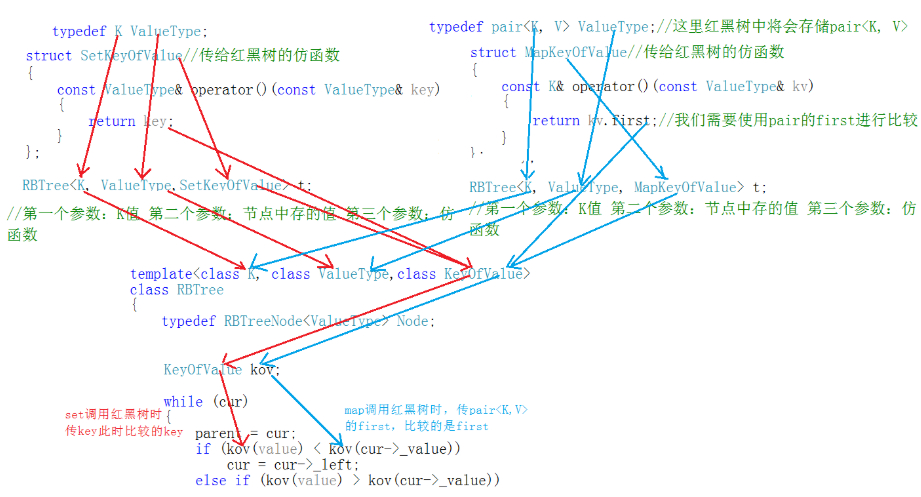 typedef K ValueType;
struct SetKeyOfValue//传给红黑树的仿函数
{
const ValueType& operator()(const ValueType& key)
{
return key;
}
};
RBTree<K, ValueType,SetKeyOfValue> t;
//第一个参数：K值 第二个参数：节点中存的值 第三个参数：仿
函数
typedef pair<K, V> ValueType;//这里红黑树中将会存储pair<K, V>
struct MapKeyOfValue//传给红黑树的仿函数
{
const K& operator()(const ValueType& kv)
{
return kv.first;//我们需要使用pair的first进行比较
}
};
RBTree<K, ValueType, MapKeyOfValue> t;
//第一个参数：K值 第二个参数：节点中存的值 第三个参数：仿
函数
template<class K, class ValueType,class KeyOfValue>
class RBTree
{
typedef RBTreeNode<ValueType> Node;
KeyOfValue kov;
while (cur)
{
set调用红黑树时
传key此时比较的key
map调用红黑树时，传pair<K,V>
的first，比较的是first
parent = cur;
if (kov(value) < kov(cur->_value))
cur = cur->_left;
else if (kov(value) > kov(cur->_value))